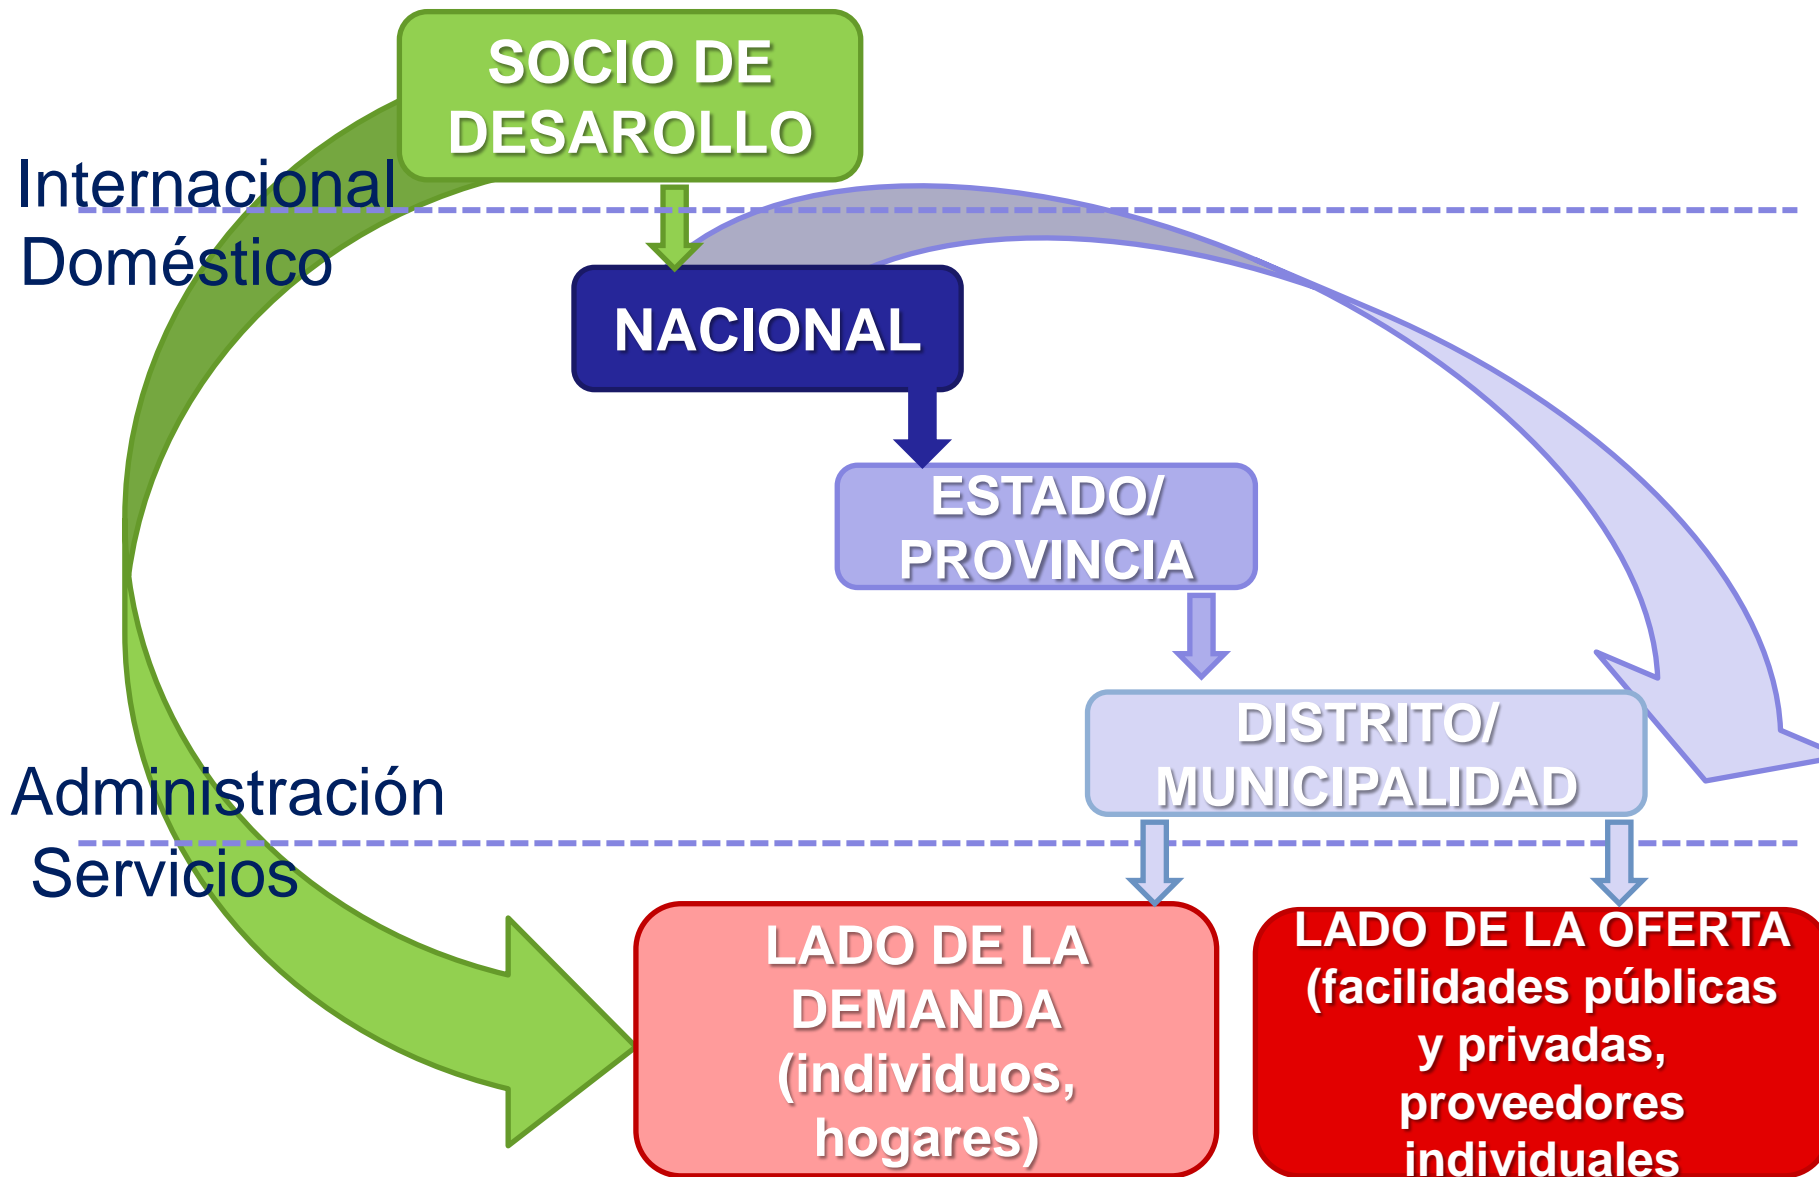 SOCIO DE
DESAROLLO
Internacional
Doméstico
NACIONAL
ESTADO/
PROVINCIA
DISTRITO/
MUNICIPALIDAD
Administración
Servicios
LADO DE LA
DEMANDA
(individuos,
hogares)
LADO DE LA OFERTA
(facilidades públicas
y privadas,
proveedores
individuales